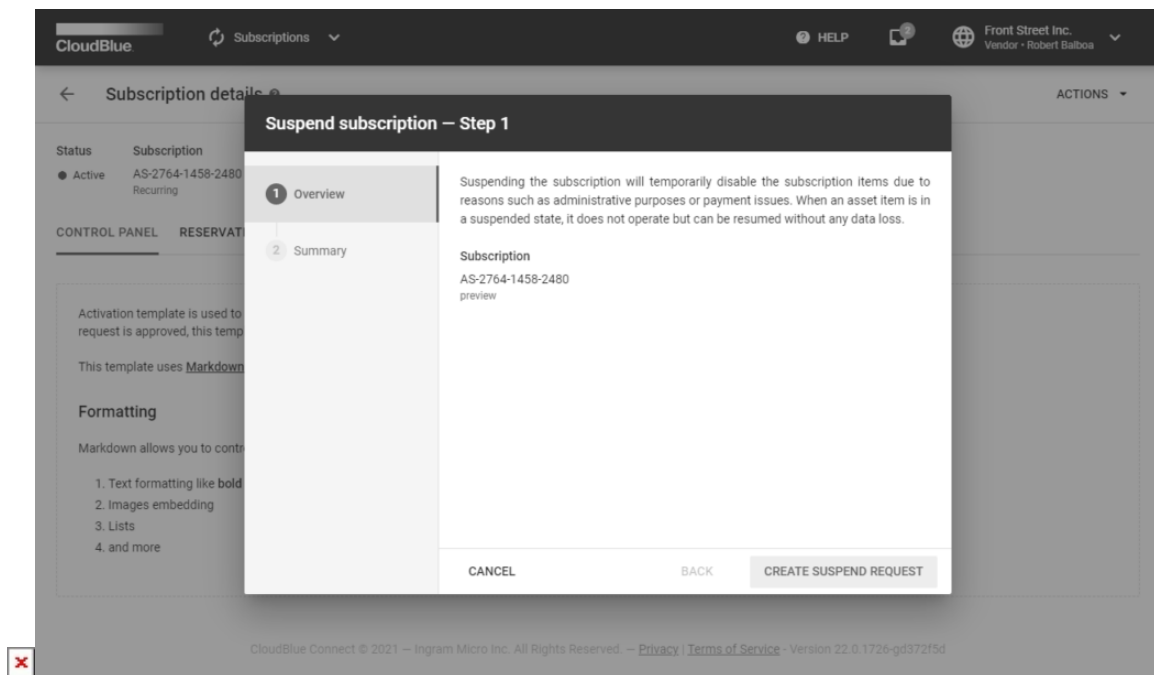 CloudBlue
Subscriptions
HELP
2
Front Street Inc.
Vendor • Robert Balboa
Subscription details
ACTIONS
Status
Subscription
Active
AS-2764-1458-2480
Recurring
CONTROL PANEL
Suspend subscription — Step 1
1 Overview
2 Summary
Suspending the subscription will temporarily disable the subscription items due to
reasons such as administrative purposes or payment issues. When an asset item is in
a suspended state, it does not operate but can be resumed without any data loss.
Subscription
AS-2764-1458-2480
preview
Activation template is used to
request is approved, this temp
This template uses Markdown
Formatting
Markdown allows you to contr
1. Text formatting like bold
2. Images embedding
3. Lists
4. and more
CANCEL
BACK
CREATE SUSPEND REQUEST
CloudBlue Connect © 2021 — Ingram Micro Inc. All Rights Reserved. — Privacy | Terms of Service - Version 22.0.1726-gd372f5d